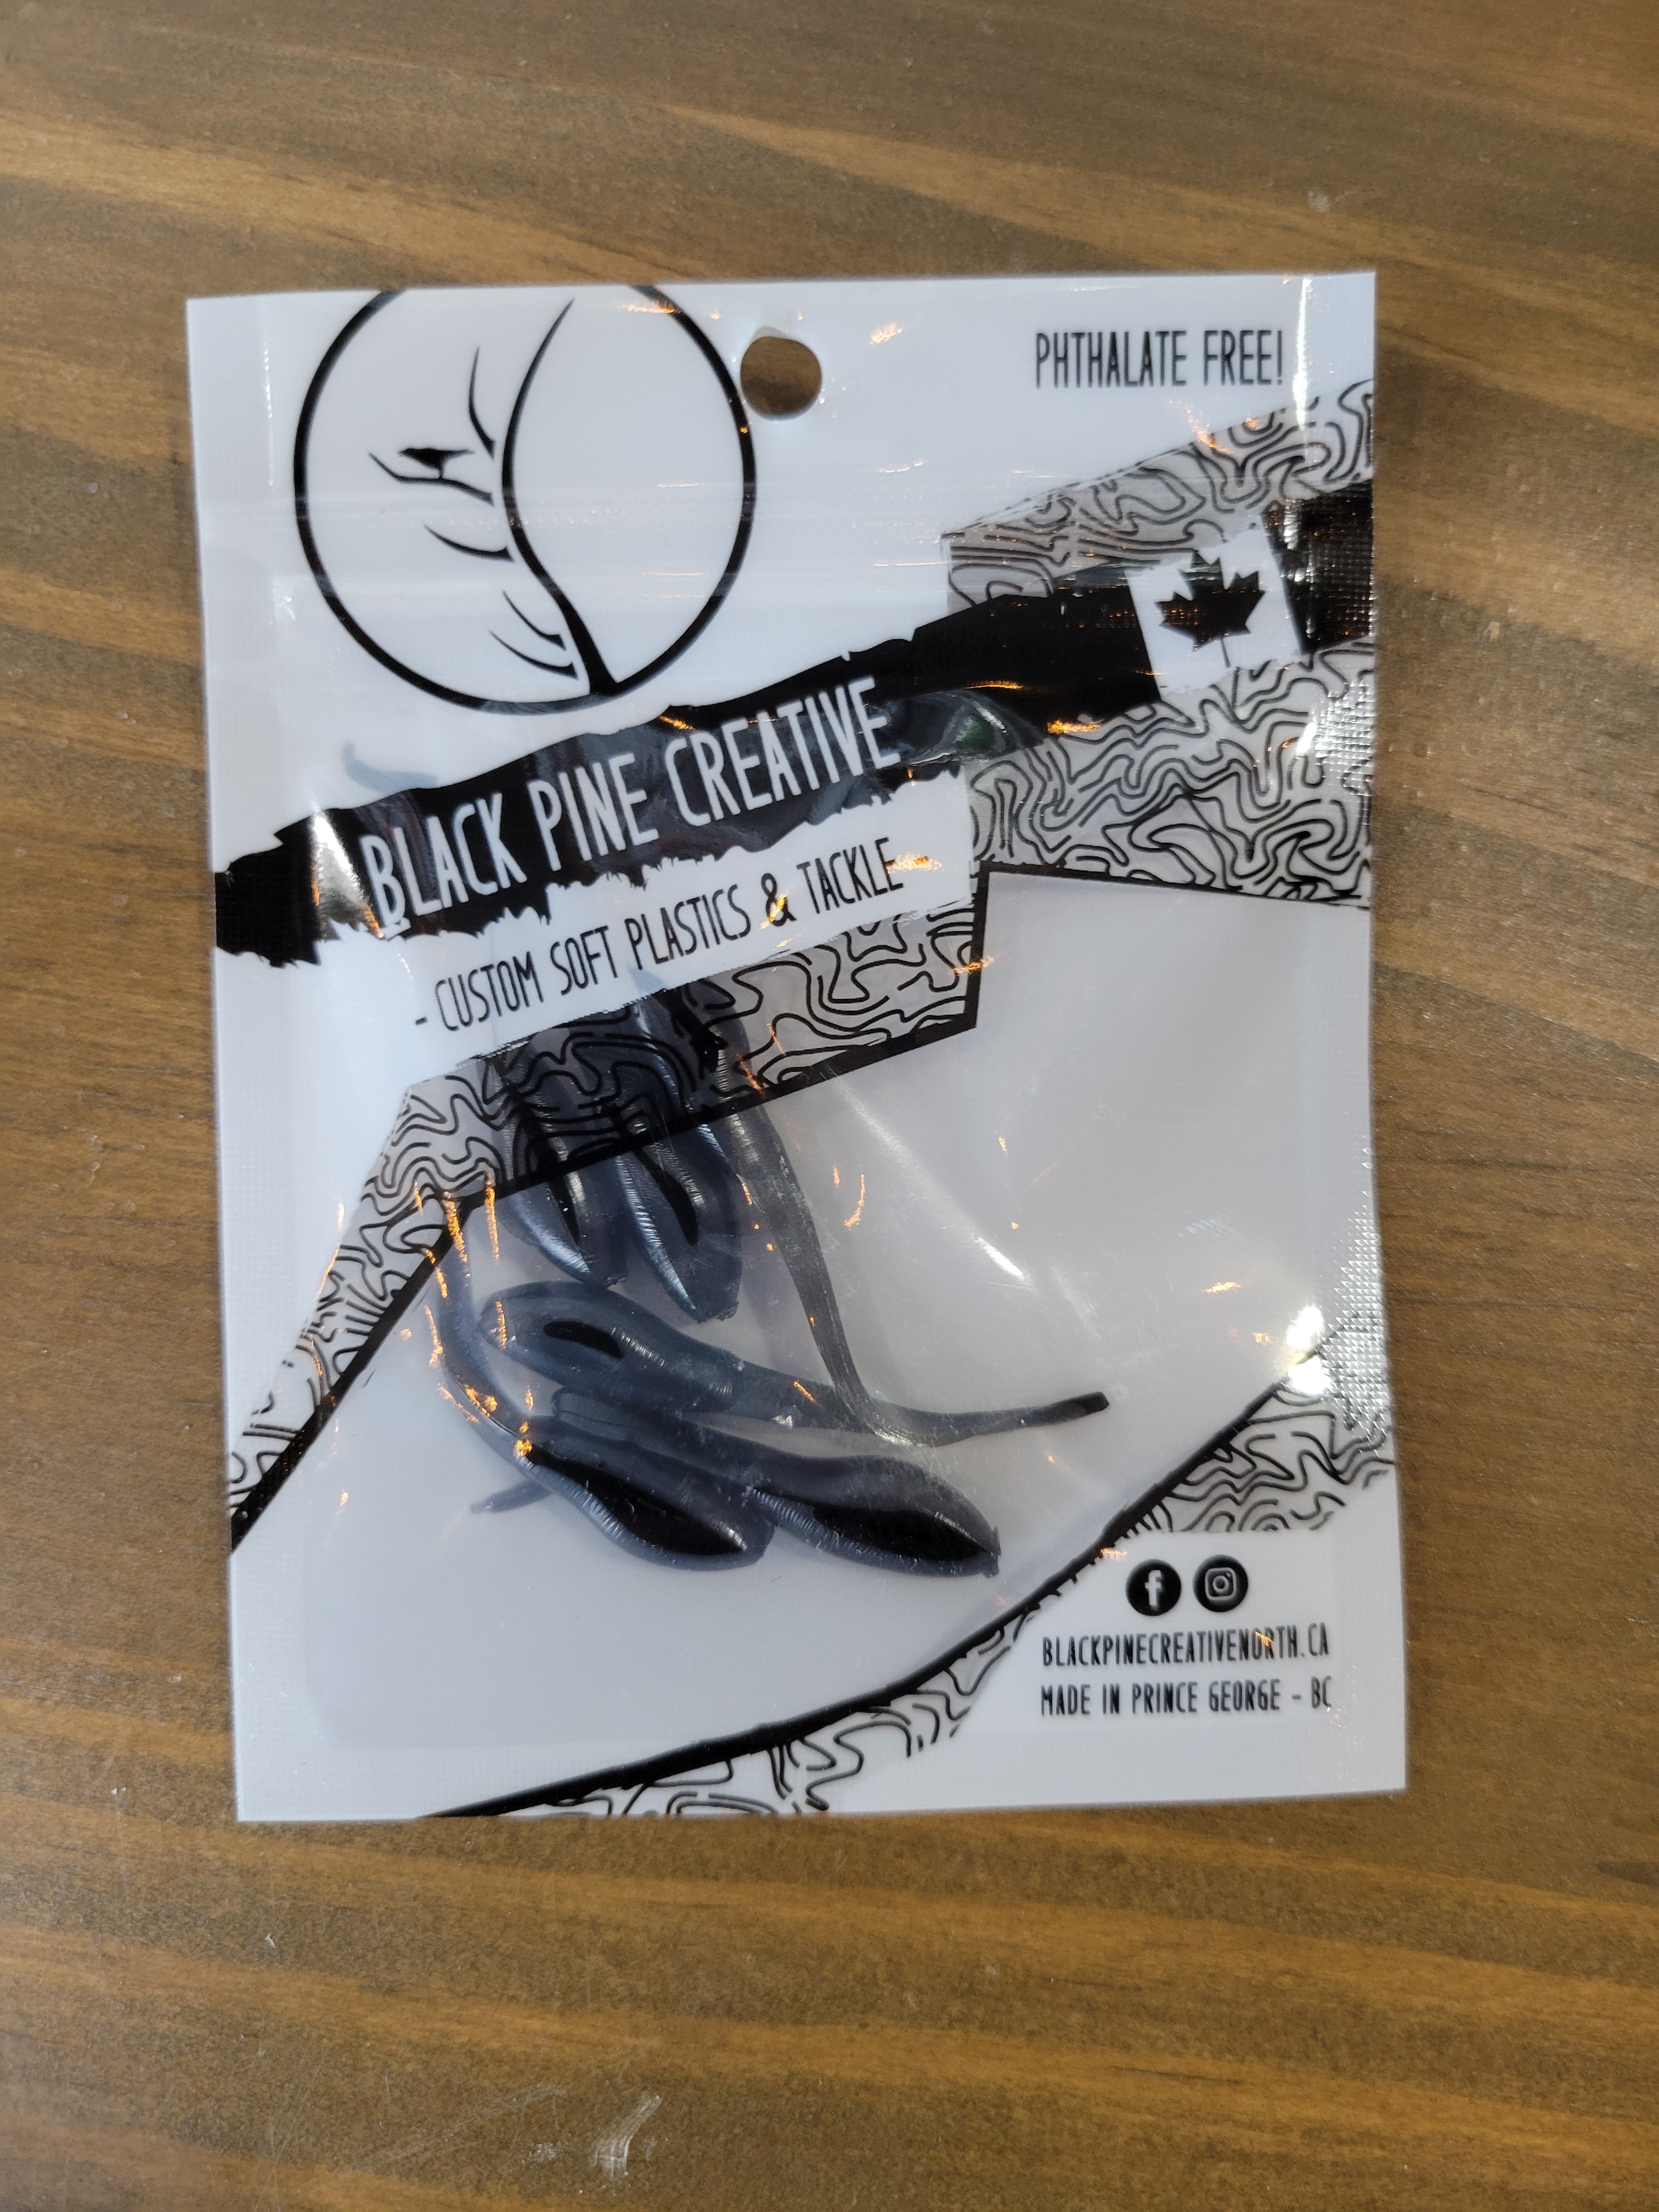 PHTHALATE FREE!
BLACK PINE CREATIVE
- CUSTOM SOFT PLASTICS & TACKLE -
BLACKPINECREATIVENORTH.CA
MADE IN PRINCE GEORGE - BC